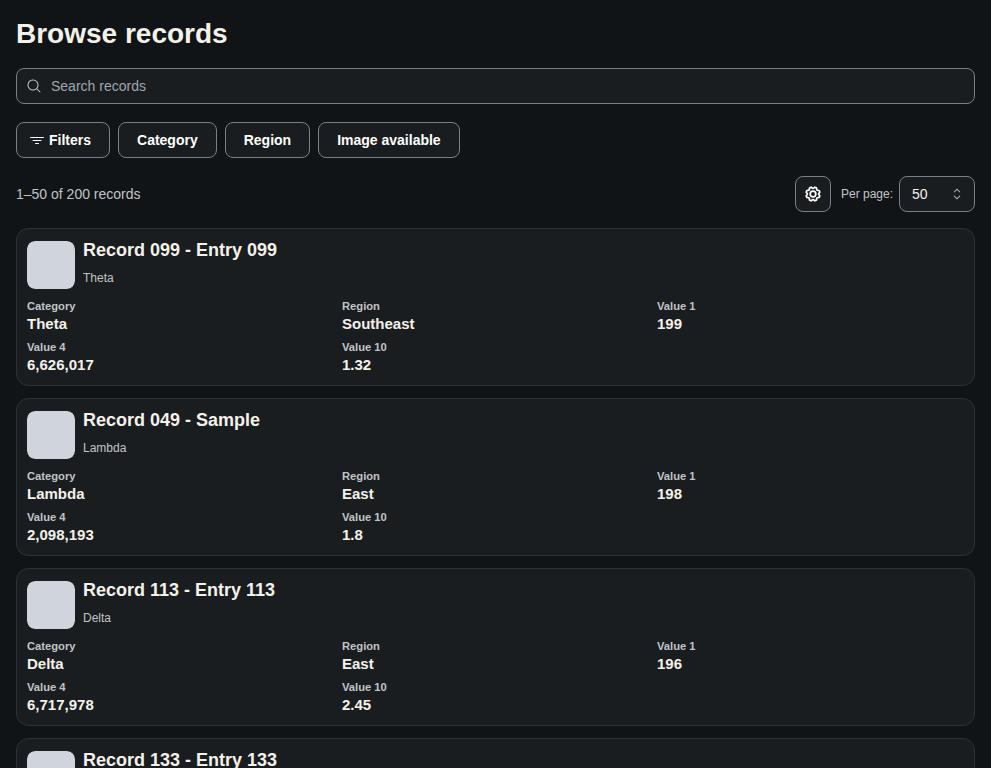 Browse records
Search records
Filters Category Region Image available
1–50 of 200 records Per page: 50
Record 099 - Entry 099
Theta
Category Region Value 1
Theta Southeast 199
Value 4 Value 10
6,626,017 1.32
Record 049 - Sample
Lambda
Category Region Value 1
Lambda East 198
Value 4 Value 10
2,098,193 1.8
Record 113 - Entry 113
Delta
Category Region Value 1
Delta East 196
Value 4 Value 10
6,717,978 2.45
Record 133 - Entry 133